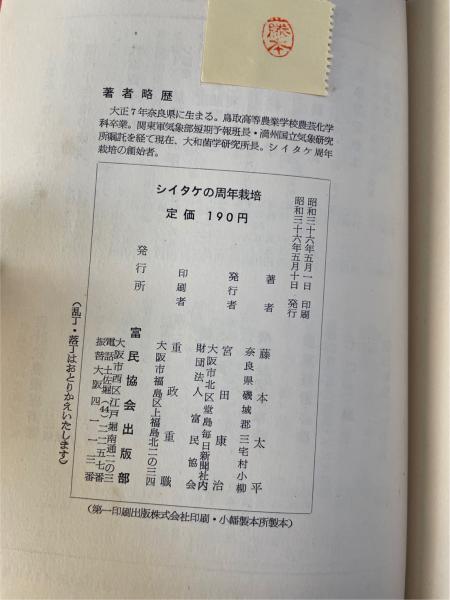 藤本
著者略歴
大正7年奈良県に生まる。鳥取高等農業学校農芸化学
科卒業。関東軍気象部短期予報班長・満州国立気象研究
所嘱託を経て現在、大和菌学研究所長。シイタケ周年
栽培の創始者。
シイタケの周年栽培
定価 190円
昭和三十六年五月一日 印刷
昭和三十六年五月十日 発行
著者 藤本太平
奈良県磯城郡三宅村小柳
発行者 宮田康治
大阪市北区堂島毎日新聞社内
財団法人 富民協会
印刷者 重政重職
大阪市福島区上福島北二の三四
発行所 富民協会出版部
大阪市西区江戸堀南通二の三
電話土佐堀(44)二二五七番
振替大阪四一一三番
(乱丁・落丁はおとりかえいたします)
(第一印刷出版株式会社印刷・小幡製本所製本)